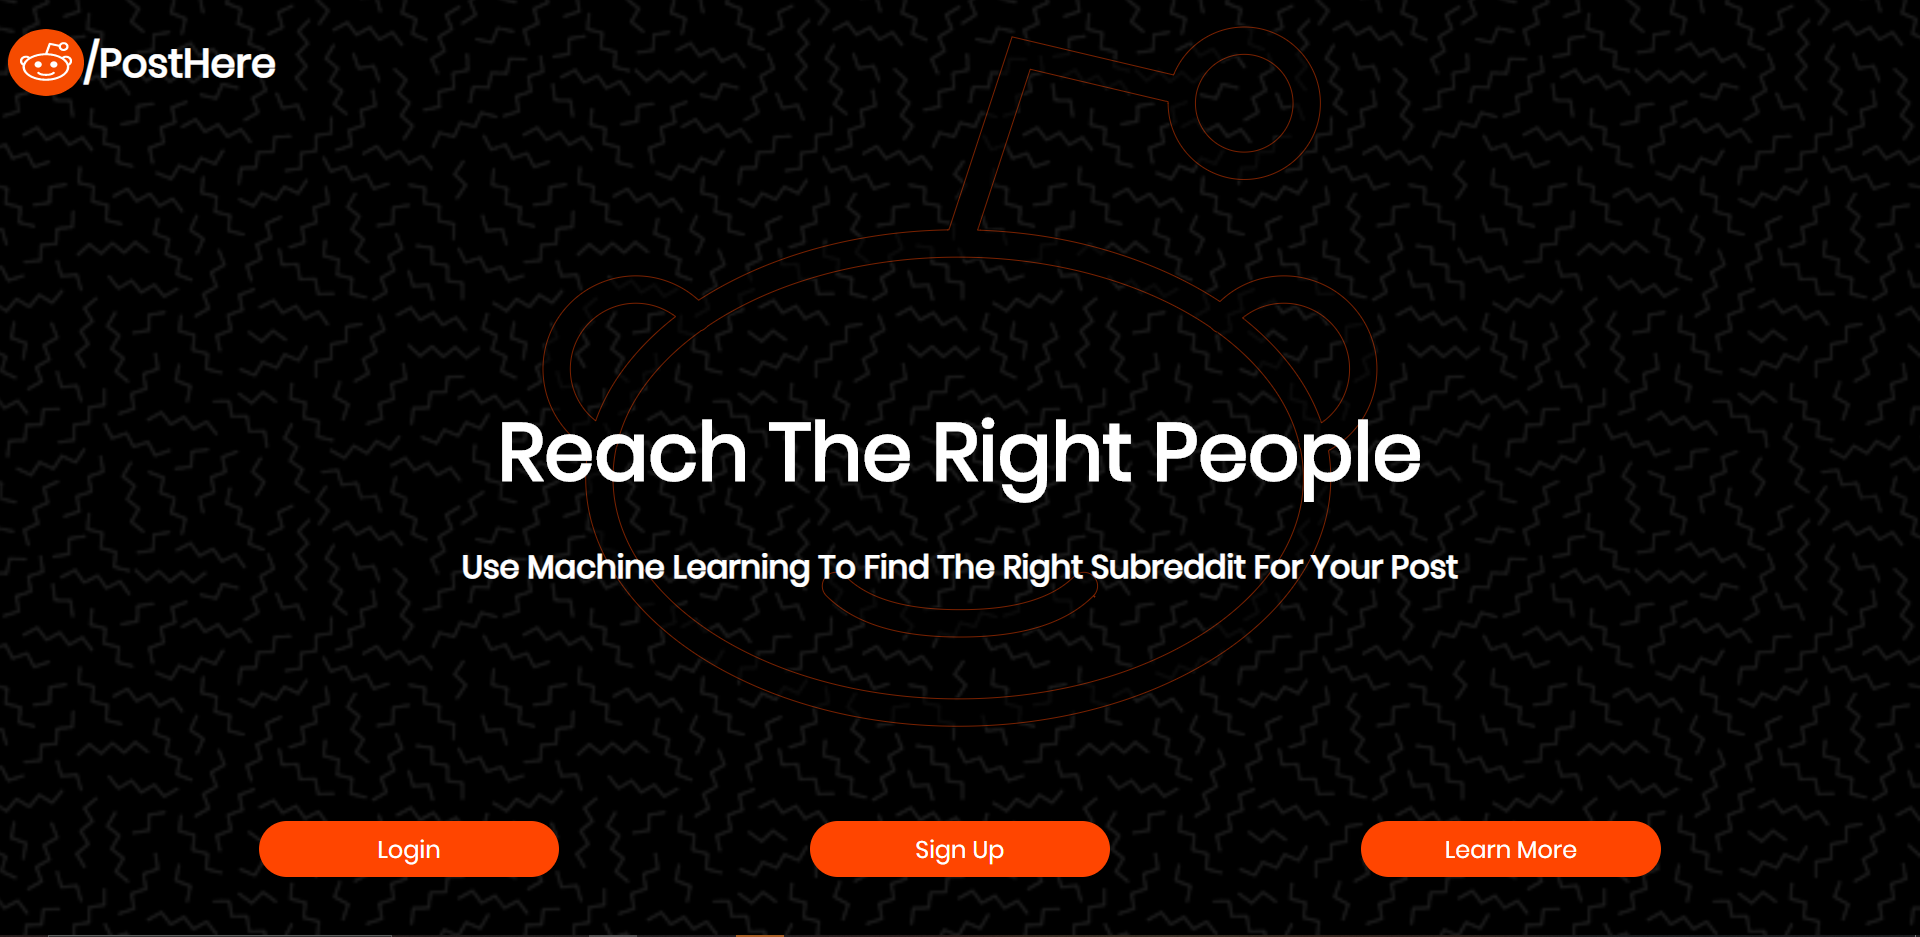 /PostHere
Reach The Right People
Use Machine Learning To Find The Right Subreddit For Your Post
Login
Sign Up
Learn More